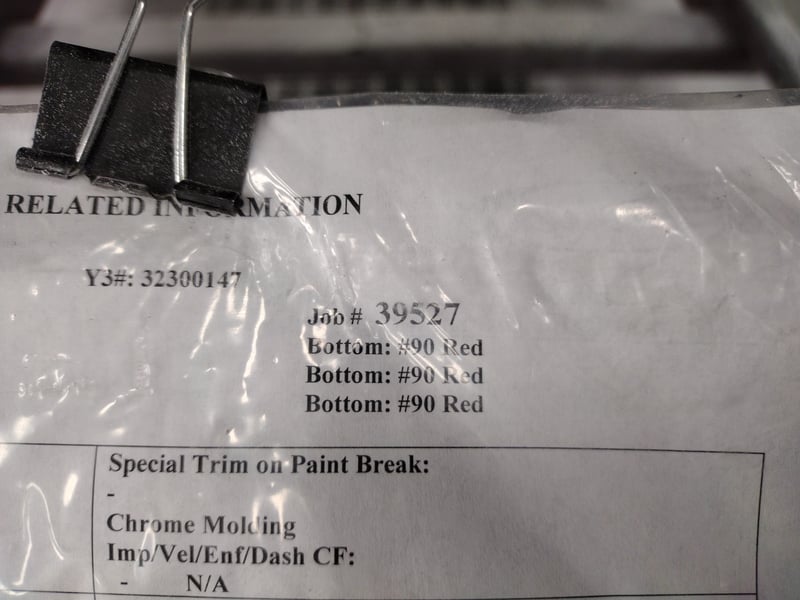 RELATED INFORMATION
Y3#: 32300147
Job # 39527
Bottom: #90 Red
Bottom: #90 Red
Bottom: #90 Red
Special Trim on Paint Break:
-
Chrome Molding
Imp/Vel/Enf/Dash CF:
- N/A